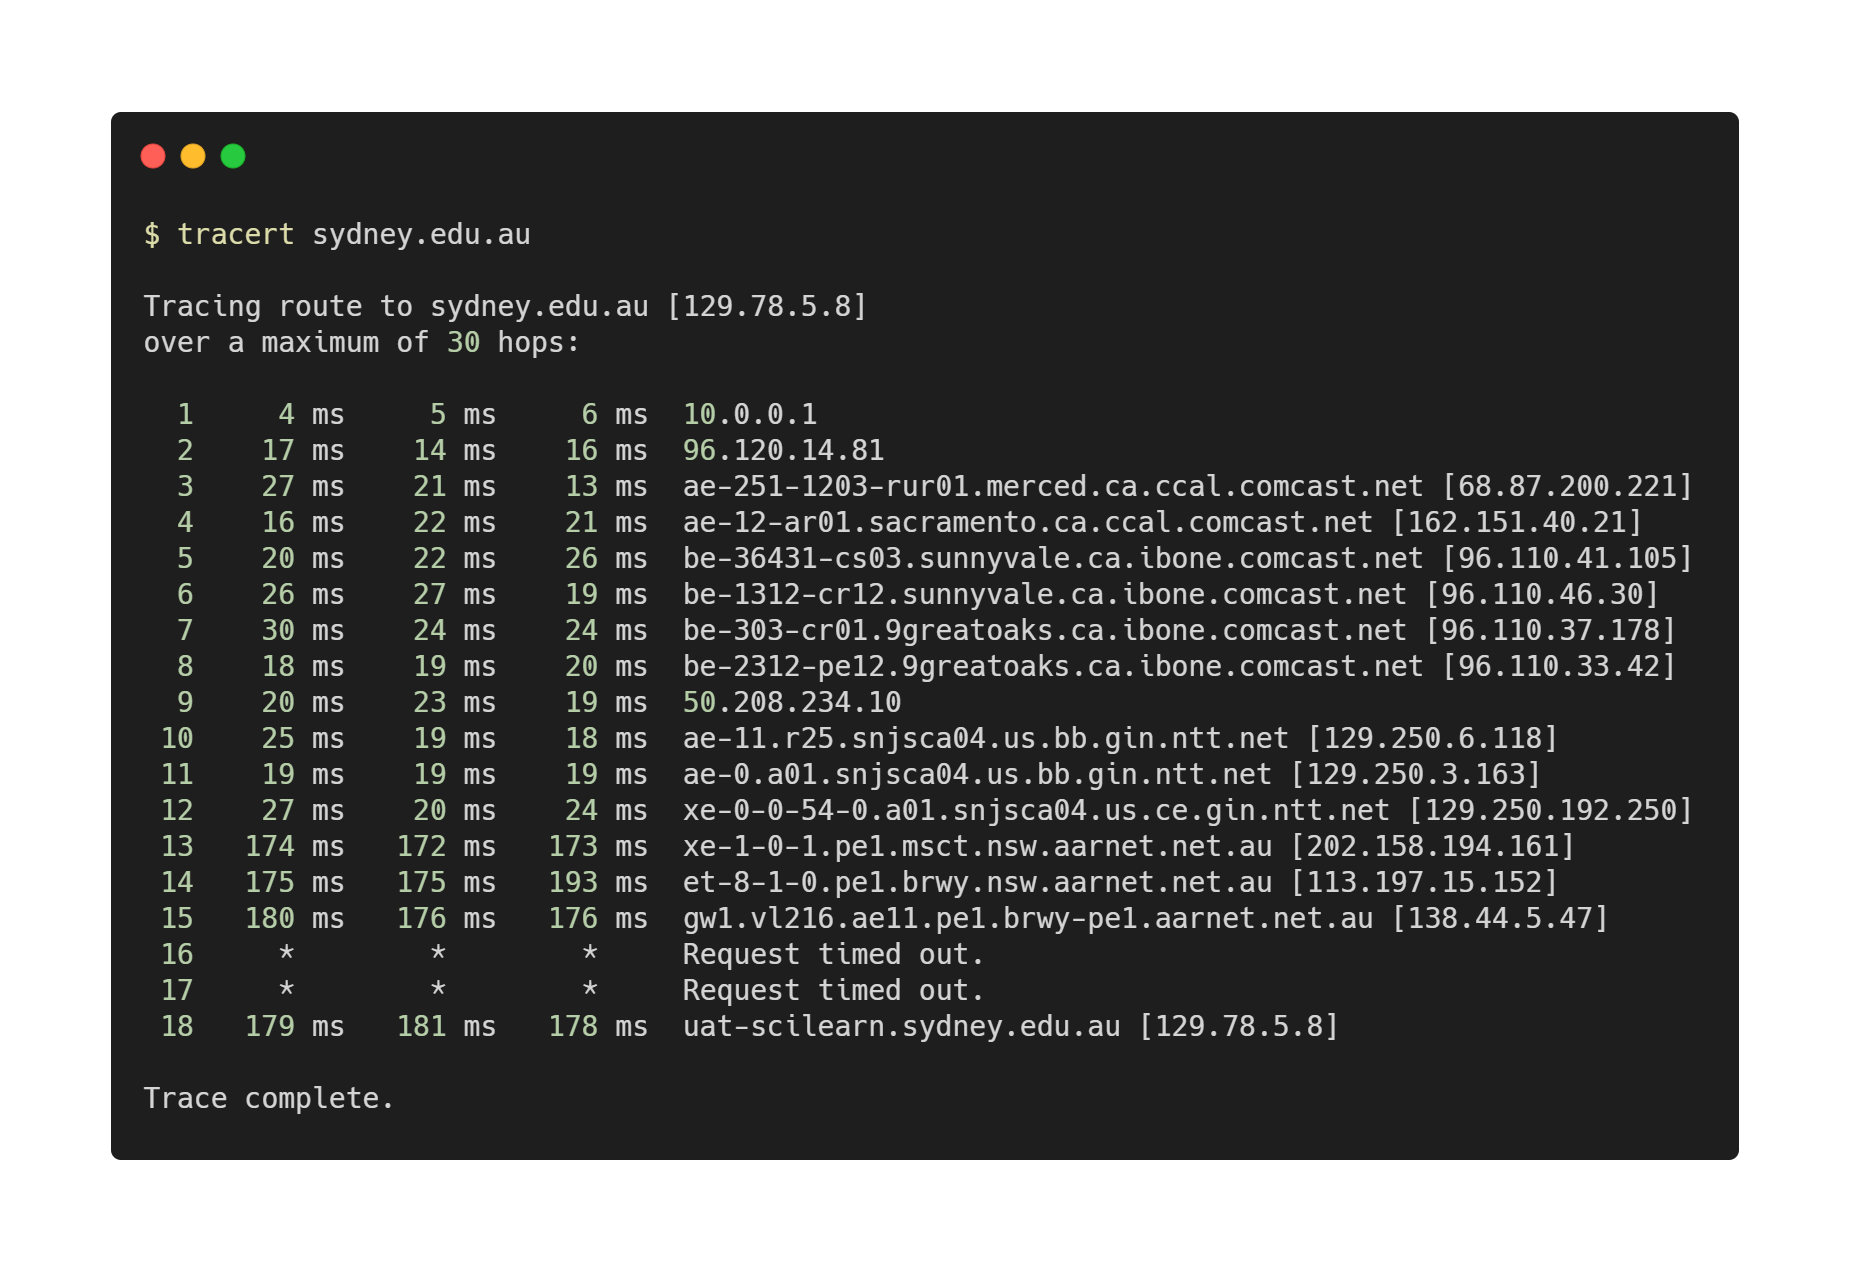 $ tracert sydney.edu.au
Tracing route to sydney.edu.au [129.78.5.8]
over a maximum of 30 hops:
1 4 ms 5 ms 6 ms 10.0.0.1
2 17 ms 14 ms 16 ms 96.120.14.81
3 27 ms 21 ms 13 ms ae-251-1203-rur01.merced.ca.ccal.comcast.net [68.87.200.221]
4 16 ms 22 ms 21 ms ae-12-ar01.sacramento.ca.ccal.comcast.net [162.151.40.21]
5 20 ms 22 ms 26 ms be-36431-cs03.sunnyvale.ca.ibone.comcast.net [96.110.41.105]
6 26 ms 27 ms 19 ms be-1312-cr12.sunnyvale.ca.ibone.comcast.net [96.110.46.30]
7 30 ms 24 ms 24 ms be-303-cr01.9greatoaks.ca.ibone.comcast.net [96.110.37.178]
8 18 ms 19 ms 20 ms be-2312-pe12.9greatoaks.ca.ibone.comcast.net [96.110.33.42]
9 20 ms 23 ms 19 ms 50.208.234.10
10 25 ms 19 ms 18 ms ae-11.r25.snjsca04.us.bb.gin.ntt.net [129.250.6.118]
11 19 ms 19 ms 19 ms ae-0.a01.snjsca04.us.bb.gin.ntt.net [129.250.3.163]
12 27 ms 20 ms 24 ms xe-0-0-54-0.a01.snjsca04.us.ce.gin.ntt.net [129.250.192.250]
13 174 ms 172 ms 173 ms xe-1-0-1.pe1.msct.nsw.aarnet.net.au [202.158.194.161]
14 175 ms 175 ms 193 ms et-8-1-0.pe1.brwy.nsw.aarnet.net.au [113.197.15.152]
15 180 ms 176 ms 176 ms gw1.vl216.ae11.pe1.brwy-pe1.aarnet.net.au [138.44.5.47]
16 * * * Request timed out.
17 * * * Request timed out.
18 179 ms 181 ms 178 ms uat-scilearn.sydney.edu.au [129.78.5.8]
Trace complete.